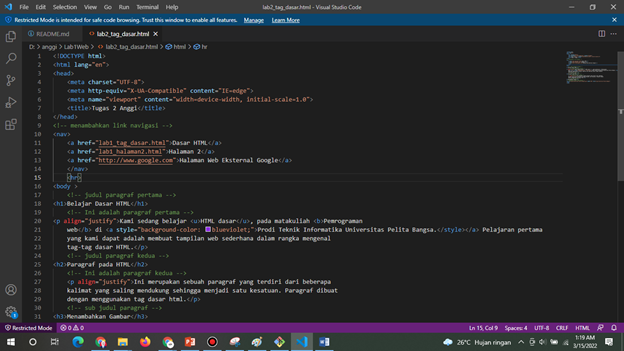 File Edit Selection View Go Run Terminal Help
lab2_tag_dasar.html - Visual Studio Code
Restricted Mode is intended for safe code browsing. Trust this window to enable all features. Manage Learn More
README.md
lab2_tag_dasar.html
D: > anggi > Lab1Web > lab2_tag_dasar.html > html > hr
1 <!DOCTYPE html>
2 <html lang="en">
3 <head>
4 <meta charset="UTF-8">
5 <meta http-equiv="X-UA-Compatible" content="IE=edge">
6 <meta name="viewport" content="width=device-width, initial-scale=1.0">
7 <title>Tugas 2 Anggi</title>
8 </head>
9 <!-- menambahkan link navigasi -->
10 <nav>
11 <a href="lab1_tag_dasar.html">Dasar HTML</a>
12 <a href="lab1_halaman2.html">Halaman 2</a>
13 <a href="http://www.google.com">Halaman Web Eksternal Google</a>
14 </nav>
15 <hr>
16 <body >
17 <!-- judul paragraf pertama -->
18 <h1>Belajar Dasar HTML</h1>
19 <!-- Ini adalah paragraf pertama -->
20 <p align="justify">Kami sedang belajar <u>HTML dasar</u>, pada matakuliah <b>Pemrograman
21 web</b> di <a style="background-color: blueviolet;">Prodi Teknik Informatika Universitas Pelita Bangsa.</style></a> Pelajaran pertama
22 yang kami dapat adalah membuat tampilan web sederhana dalam rangka mengenal
23 tag-tag dasar HTML.</p>
24 <!-- judul paragraf kedua -->
25 <h2>Paragraf pada HTML</h2>
26 <!-- Ini adalah paragraf kedua -->
27 <p align="justify">Ini merupakan sebuah paragraf yang terdiri dari beberapa
28 kalimat yang saling mendukung sehingga menjadi satu kesatuan. Paragraf dibuat
29 dengan menggunakan tag dasar html.</p>
30 <!-- sub judul paragraf -->
31 <h3>Menambahkan Gambar</h3>
Restricted Mode 0 0 Ln 15, Col 9 Spaces: 4 UTF-8 CRLF HTML
26°C Hujan ringan
1:19 AM
3/15/2022